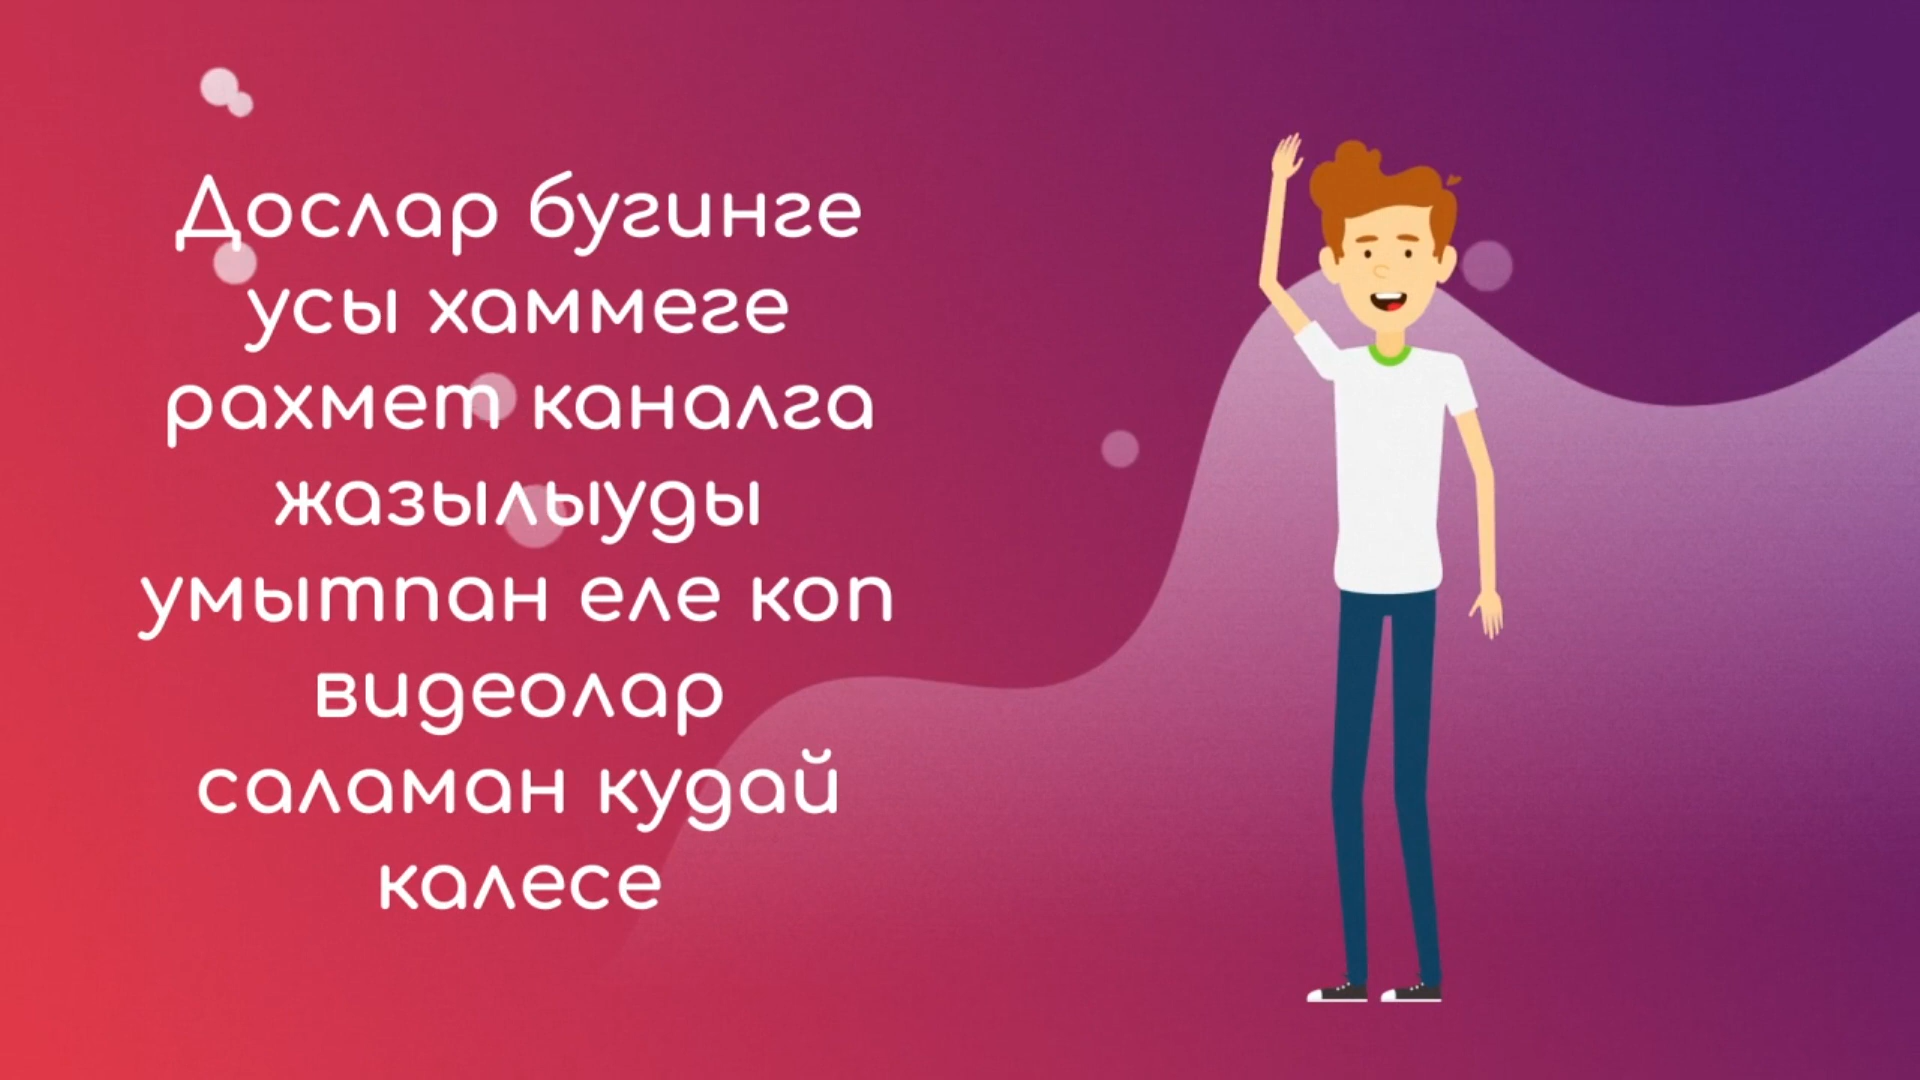 Дослар бугинге
усы хаммеге
рахмет каналга
жазылыуды
умытпан еле коп
видеолар
саламан кудай
калесе